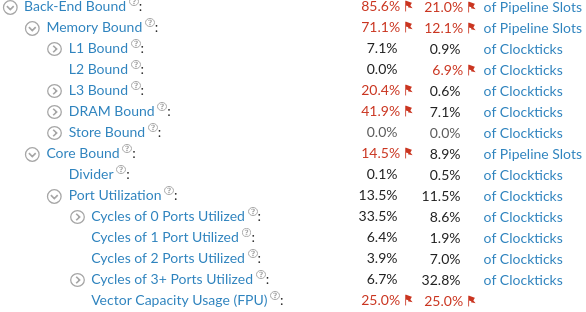 Back-End Bound ?: 85.6% 21.0% of Pipeline Slots
Memory Bound ?: 71.1% 12.1% of Pipeline Slots
L1 Bound ?: 7.1% 0.9% of Clockticks
L2 Bound ?: 0.0% 6.9% of Clockticks
L3 Bound ?: 20.4% 0.6% of Clockticks
DRAM Bound ?: 41.9% 7.1% of Clockticks
Store Bound ?: 0.0% 0.0% of Clockticks
Core Bound ?: 14.5% 8.9% of Pipeline Slots
Divider ?: 0.1% 0.5% of Clockticks
Port Utilization ?: 13.5% 11.5% of Clockticks
Cycles of 0 Ports Utilized ?: 33.5% 8.6% of Clockticks
Cycles of 1 Port Utilized ?: 6.4% 1.9% of Clockticks
Cycles of 2 Ports Utilized ?: 3.9% 7.0% of Clockticks
Cycles of 3+ Ports Utilized ?: 6.7% 32.8% of Clockticks
Vector Capacity Usage (FPU) ?: 25.0% 25.0%